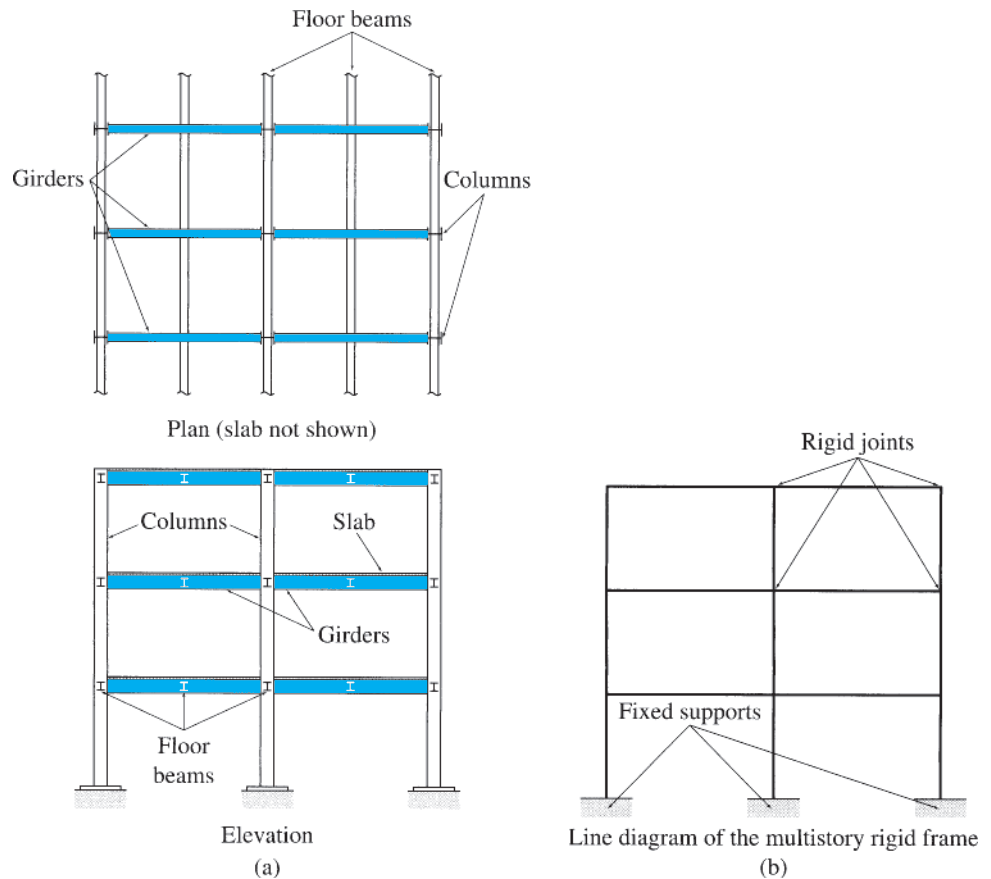 Floor beams
Girders
Columns
Plan (slab not shown)
Columns
Slab
Girders
Floor
beams
Elevation
(a)
Rigid joints
Fixed supports
Line diagram of the multistory rigid frame
(b)